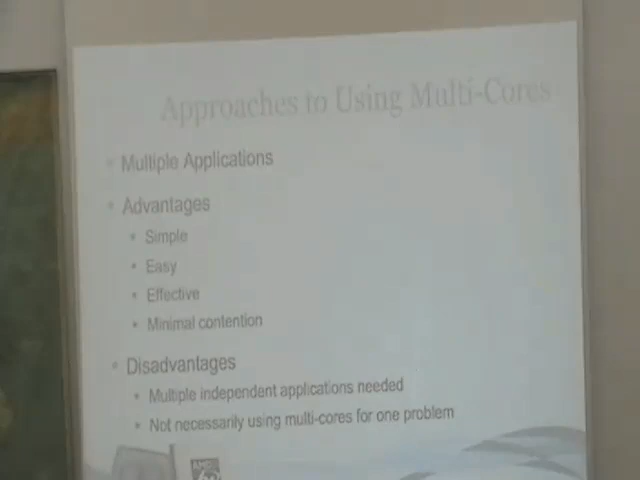 Approaches to Using Multi-Cores
Multiple Applications
Advantages
Simple
Easy
Effective
Minimal contention
Disadvantages
Multiple independent applications needed
Not necessarily using multi-cores for one problem